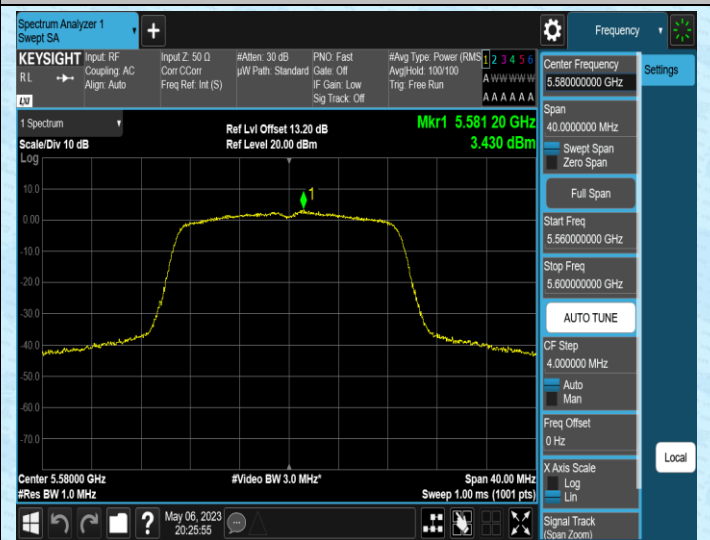 Spectrum Analyzer 1
Swept SA
+
Frequency
KEYSIGHT
Input: RF
Coupling: AC
Align: Auto
Input Z: 50 Ω
Corr CCorr
Freq Ref: Int (S)
#Atten: 30 dB
µW Path: Standard
PNO: Fast
Gate: Off
IF Gain: Low
Sig Track: Off
#Avg Type: Power (RMS
Avg|Hold: 100/100
Trig: Free Run
1 2 3 4 5 6
A W W W W W
A A A A A A
R L
LXI
1 Spectrum
Scale/Div 10 dB
Log
Ref Lvl Offset 13.20 dB
Ref Level 20.00 dBm
Mkr1 5.581 20 GHz
3.430 dBm
1
10.0
0.00
-10.0
-20.0
-30.0
-40.0
-50.0
-60.0
-70.0
Center 5.58000 GHz
#Res BW 1.0 MHz
#Video BW 3.0 MHz*
Span 40.00 MHz
Sweep 1.00 ms (1001 pts)
?
May 06, 2023
20:25:55
Center Frequency
5.580000000 GHz
Span
40.0000000 MHz
Swept Span
Zero Span
Full Span
Start Freq
5.560000000 GHz
Stop Freq
5.600000000 GHz
AUTO TUNE
CF Step
4.000000 MHz
Auto
Man
Freq Offset
0 Hz
X Axis Scale
Log
Lin
Signal Track
(Span Zoom)
Settings
Local